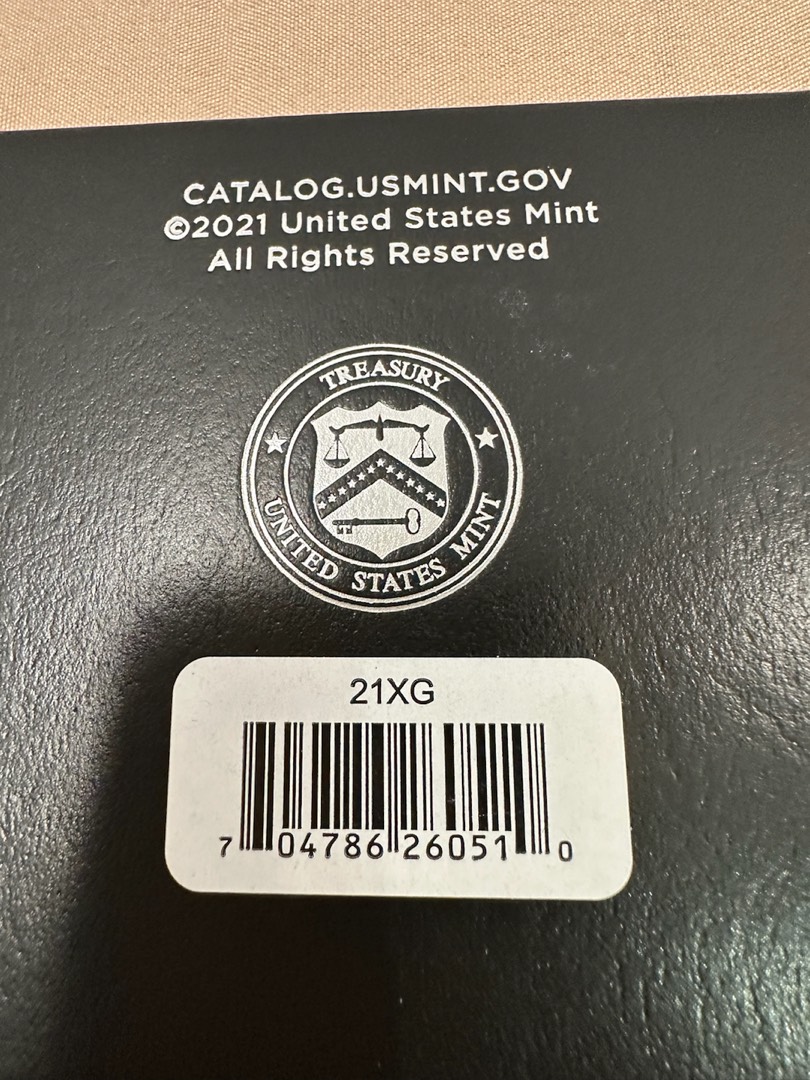 CATALOG.USMINT.GOV
©2021 United States Mint
All Rights Reserved
TREASURY
UNITED STATES MINT
21XG
7 04786 26051 0